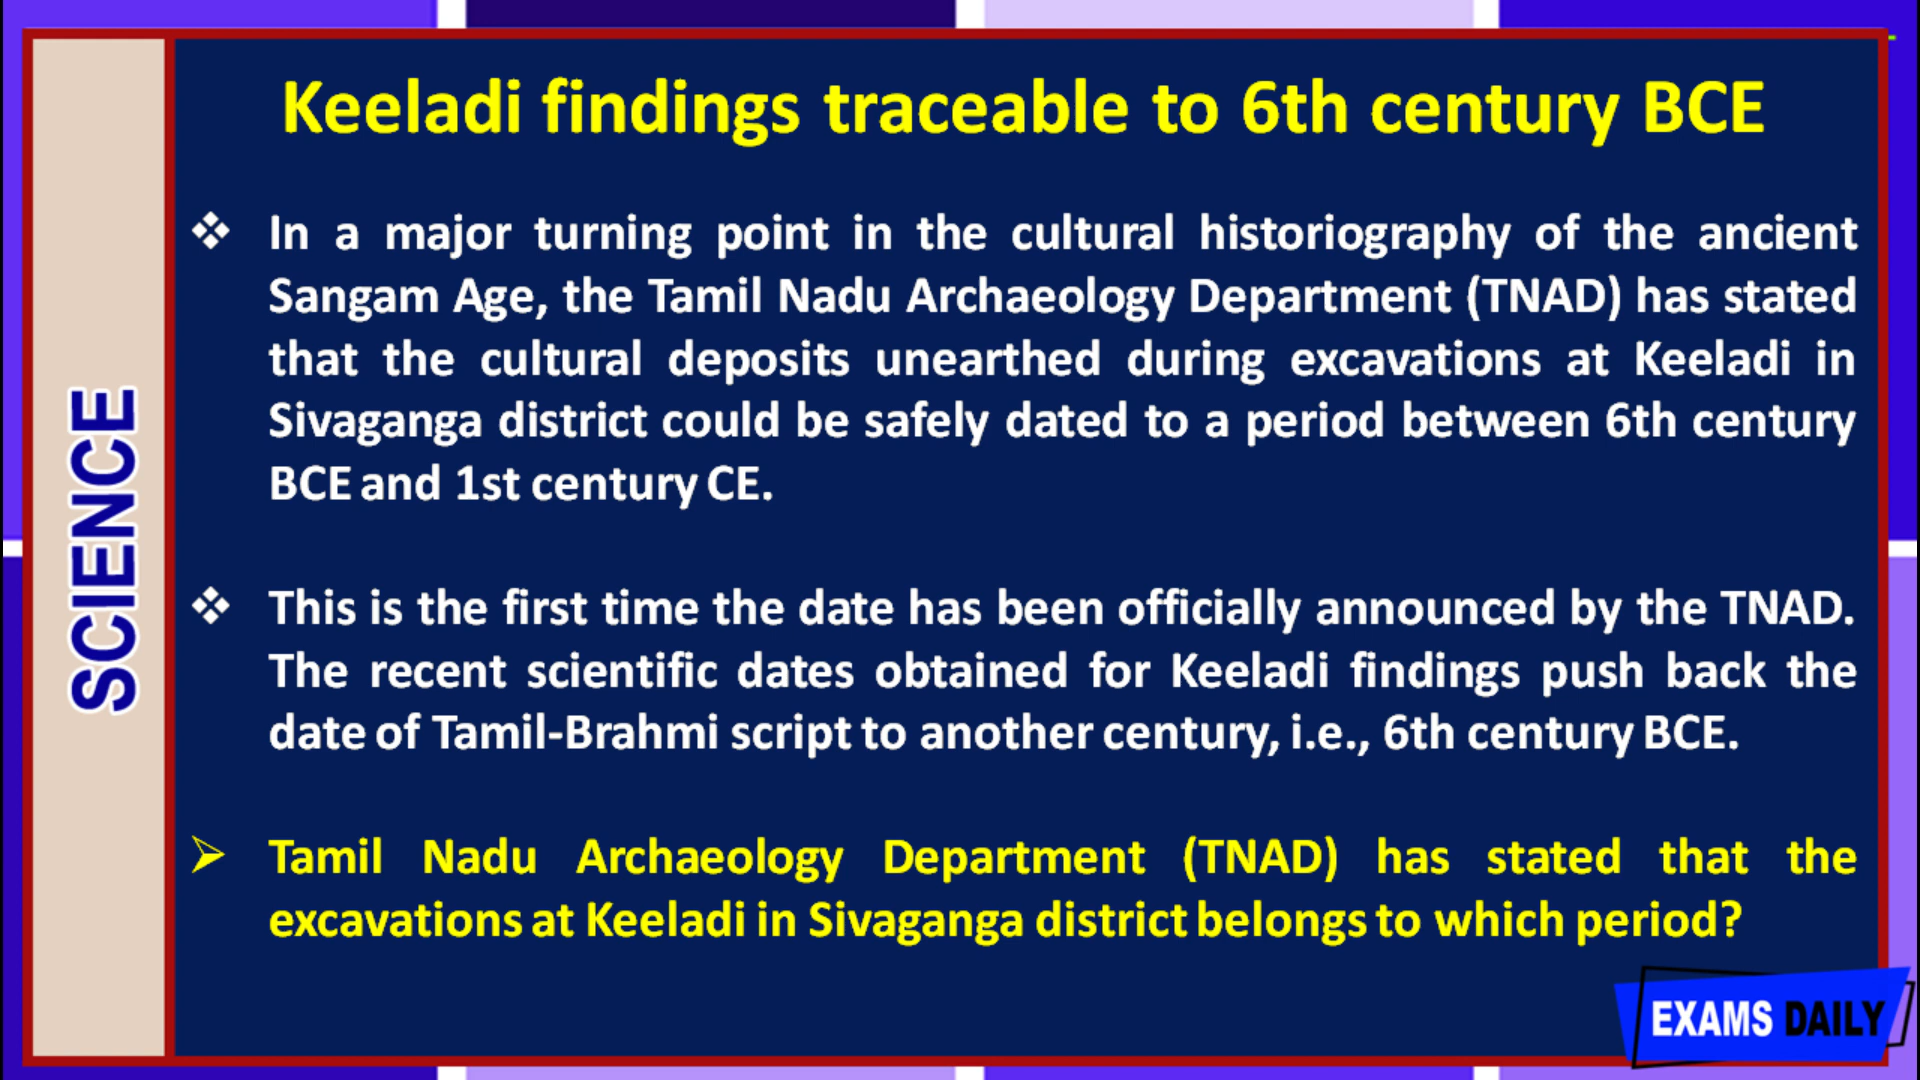 SCIENCE
Keeladi findings traceable to 6th century BCE
❖ In a major turning point in the cultural historiography of the ancient
Sangam Age, the Tamil Nadu Archaeology Department (TNAD) has stated
that the cultural deposits unearthed during excavations at Keeladi in
Sivaganga district could be safely dated to a period between 6th century
BCE and 1st century CE.
❖ This is the first time the date has been officially announced by the TNAD.
The recent scientific dates obtained for Keeladi findings push back the
date of Tamil-Brahmi script to another century, i.e., 6th century BCE.
➢ Tamil Nadu Archaeology Department (TNAD) has stated that the
excavations at Keeladi in Sivaganga district belongs to which period?
EXAMS DAILY